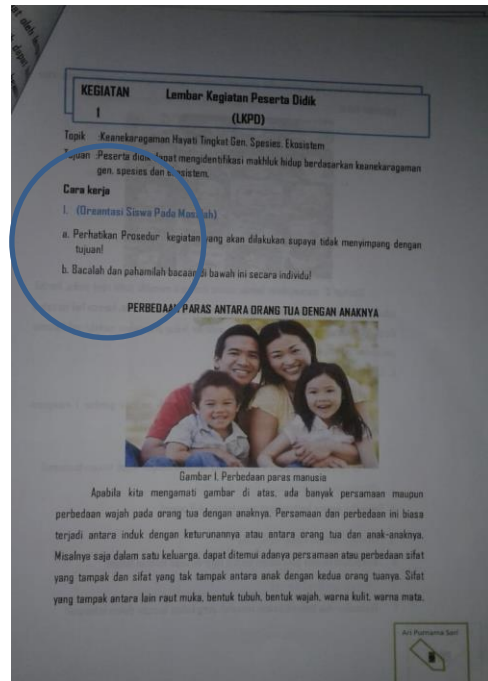 KEGIATAN
1
Lembar Kegiatan Peserta Didik
(LKPD)
Topik :Keanekaragaman Hayati Tingkat Gen, Spesies, Ekosistem
Tujuan :Peserta didik dapat mengidentifikasi makhluk hidup berdasarkan keanekaragaman
gen, spesies dan ekosistem.
Cara kerja
1. (Oreantasi Siswa Pada Masalah)
a. Perhatikan Prosedur kegiatan yang akan dilakukan supaya tidak menyimpang dengan
tujuan!
b. Bacalah dan pahamilah bacaan di bawah ini secara individu!
PERBEDAAN PARAS ANTARA ORANG TUA DENGAN ANAKNYA
Gambar 1. Perbedaan paras manusia
Apabila kita mengamati gambar di atas, ada banyak persamaan maupun
perbedaan wajah pada orang tua dengan anaknya. Persamaan dan perbedaan ini biasa
terjadi antara induk dengan keturunannya atau antara orang tua dan anak-anaknya.
Misalnya saja dalam satu keluarga, dapat ditemui adanya persamaan atau perbedaan sifat
yang tampak dan sifat yang tak tampak antara anak dengan kedua orang tuanya. Sifat
yang tampak antara lain raut muka, bentuk tubuh, bentuk wajah, warna kulit, warna mata,